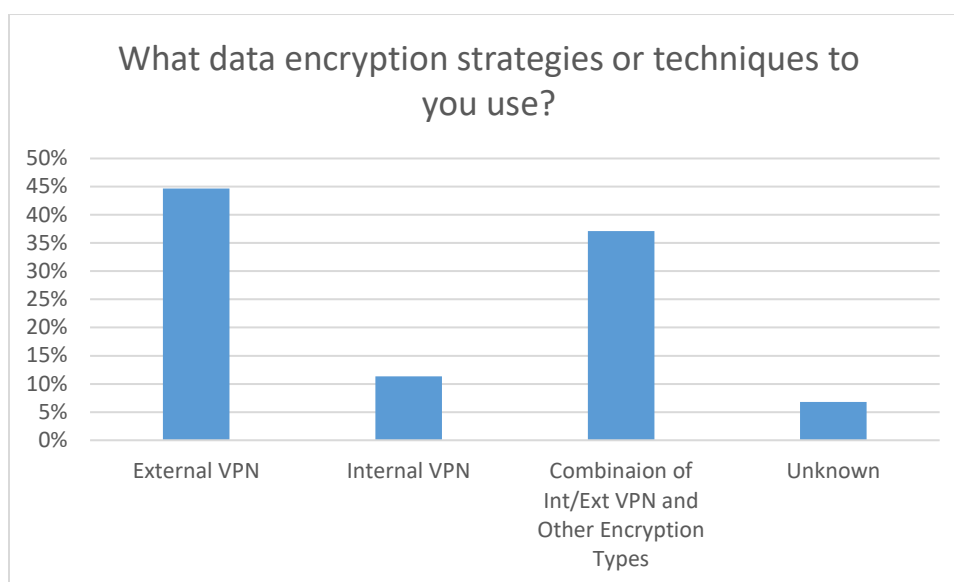 What data encryption strategies or techniques to
you use?
50%
45%
40%
35%
30%
25%
20%
15%
10%
5%
0%
External VPN
Internal VPN
Combinaion of
Int/Ext VPN and
Other Encryption
Types
Unknown